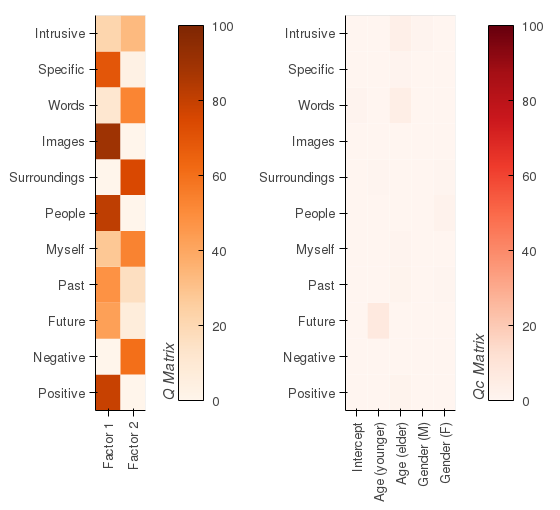 Intrusive
Specific
Words
Images
Surroundings
People
Myself
Past
Future
Negative
Positive
Factor 1
Factor 2
100
80
60
40
20
0
Q Matrix
Intrusive
Specific
Words
Images
Surroundings
People
Myself
Past
Future
Negative
Positive
Intercept
Age (younger)
Age (elder)
Gender (M)
Gender (F)
100
80
60
40
20
0
Qc Matrix